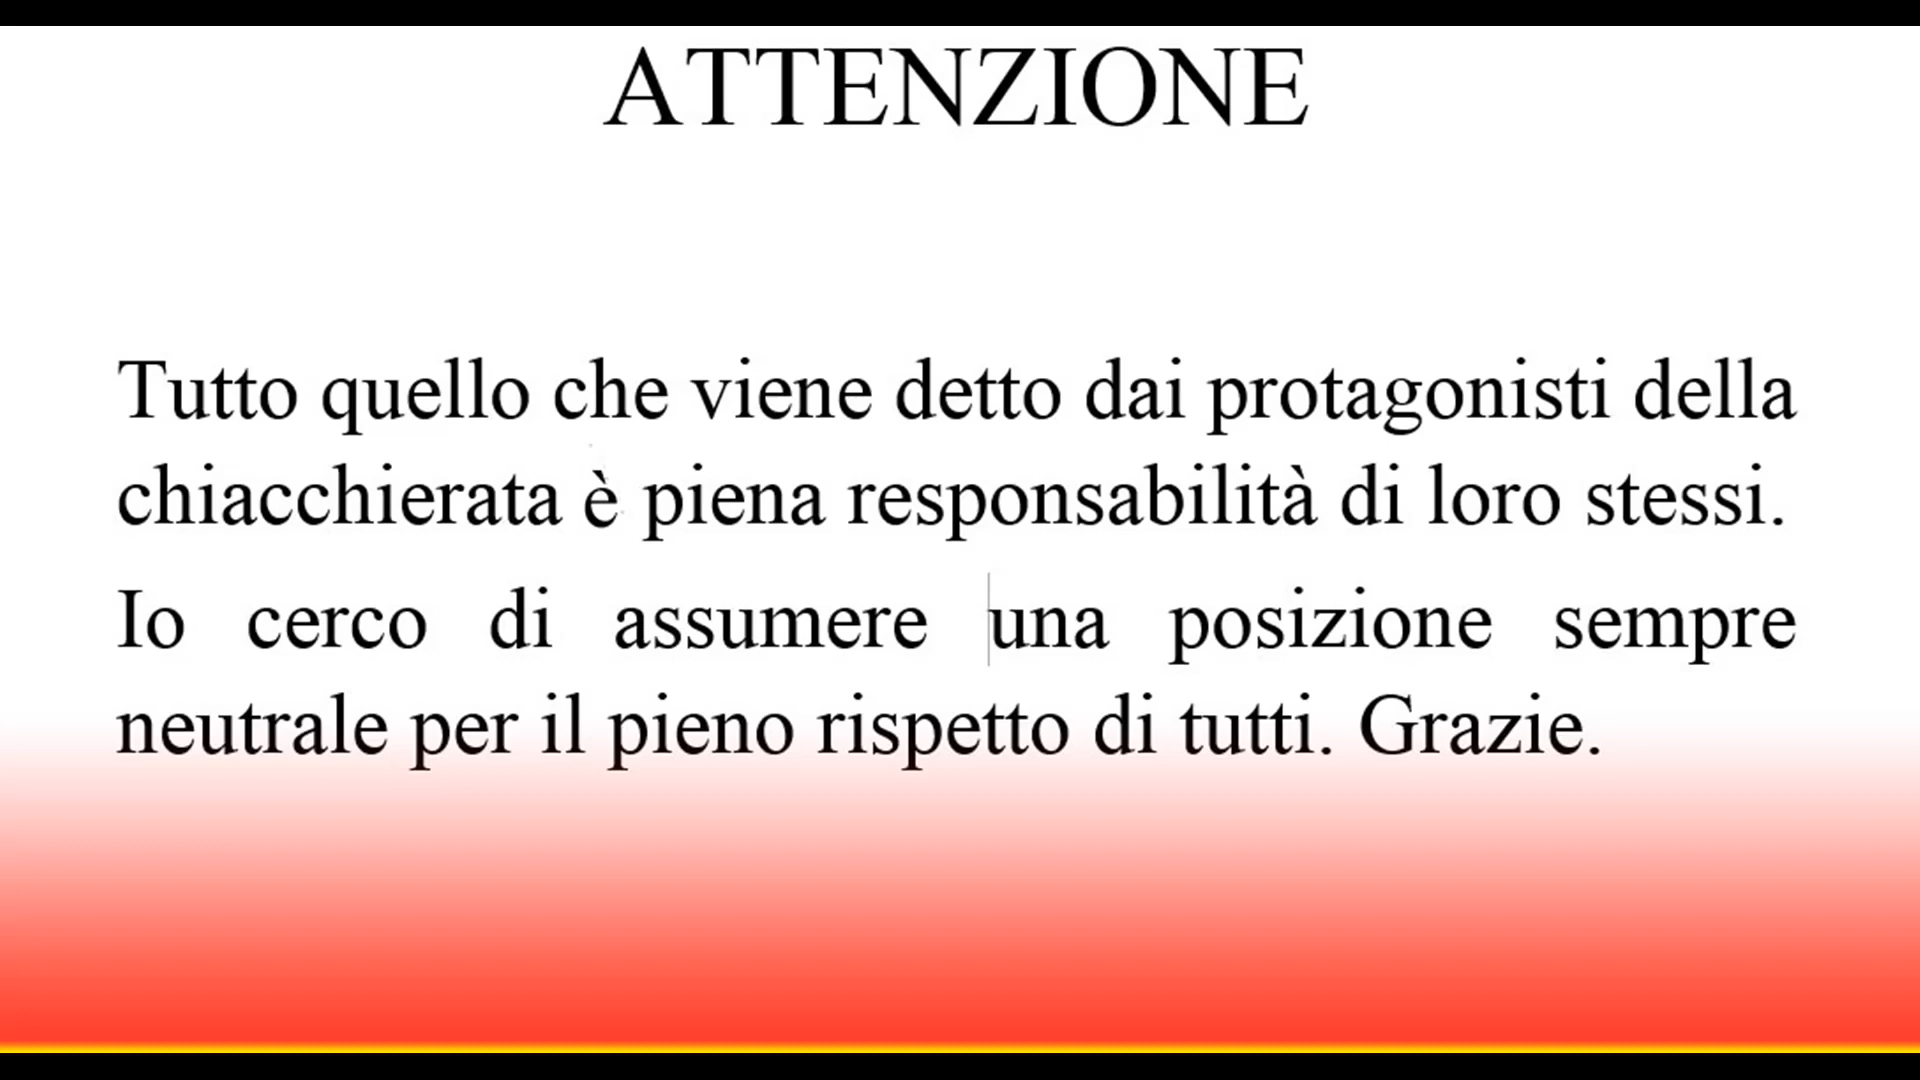 ATTENZIONE
Tutto quello che viene detto dai protagonisti della
chiacchierata è piena responsabilità di loro stessi.
Io cerco di assumere una posizione sempre
neutrale per il pieno rispetto di tutti. Grazie.